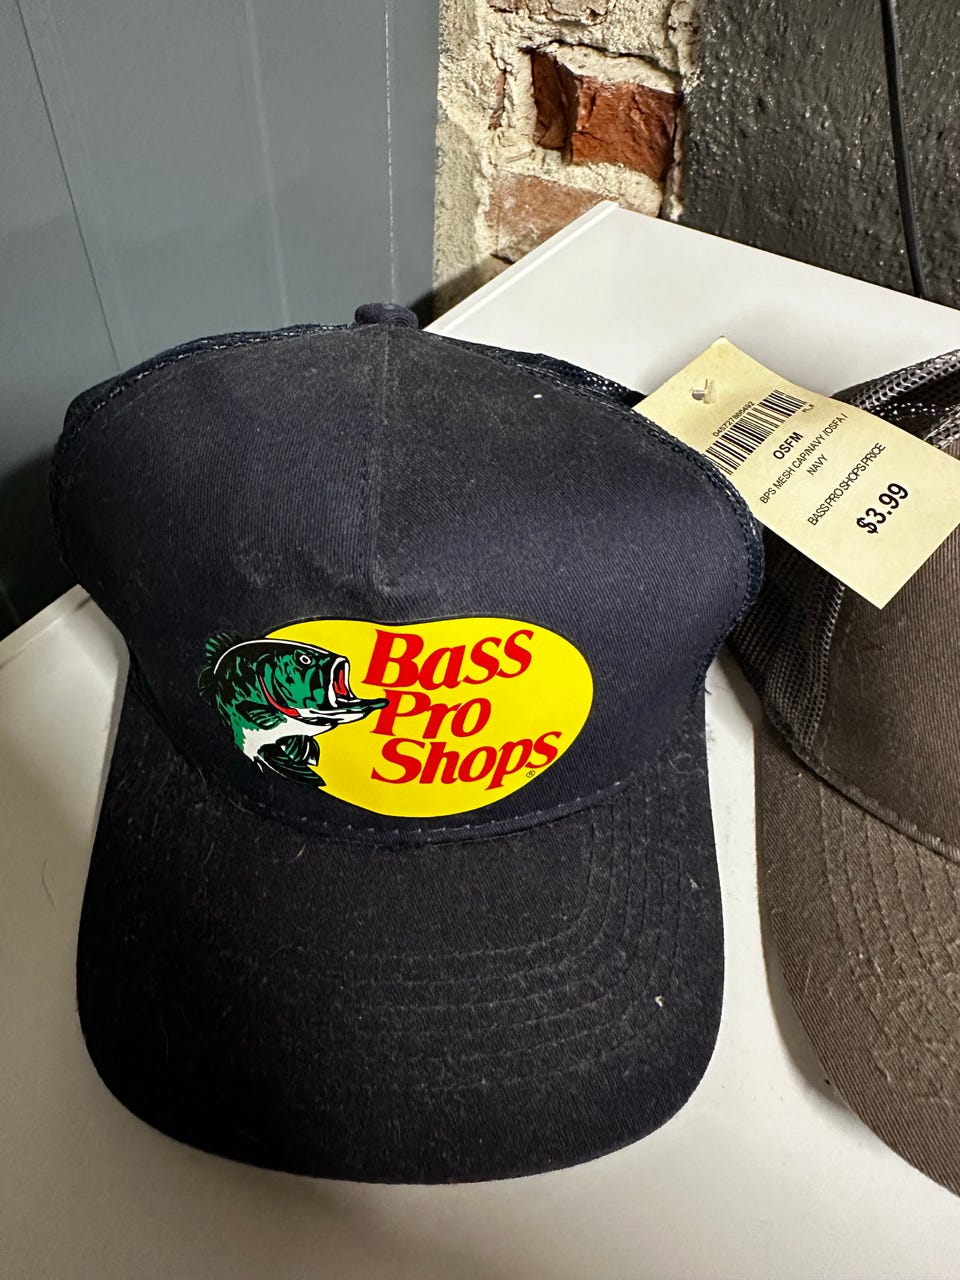 Bass
Pro
Shops®
OSFM
BPS MESH CAP/NAVY /OSFA /
NAVY
BASS PRO SHOPS PRICE
$3.99